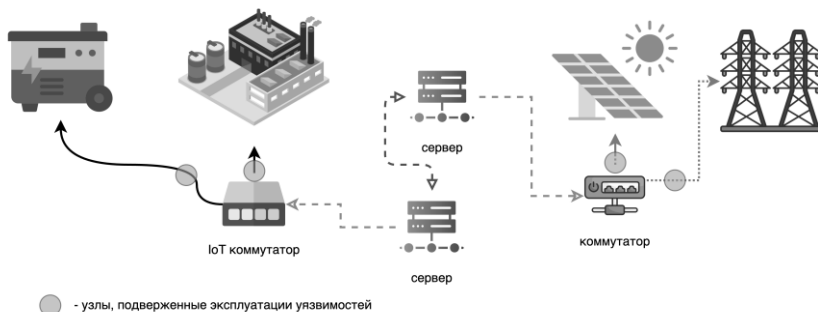 сервер
IoT коммутатор
коммутатор
сервер
- узлы, подверженные эксплуатации уязвимостей